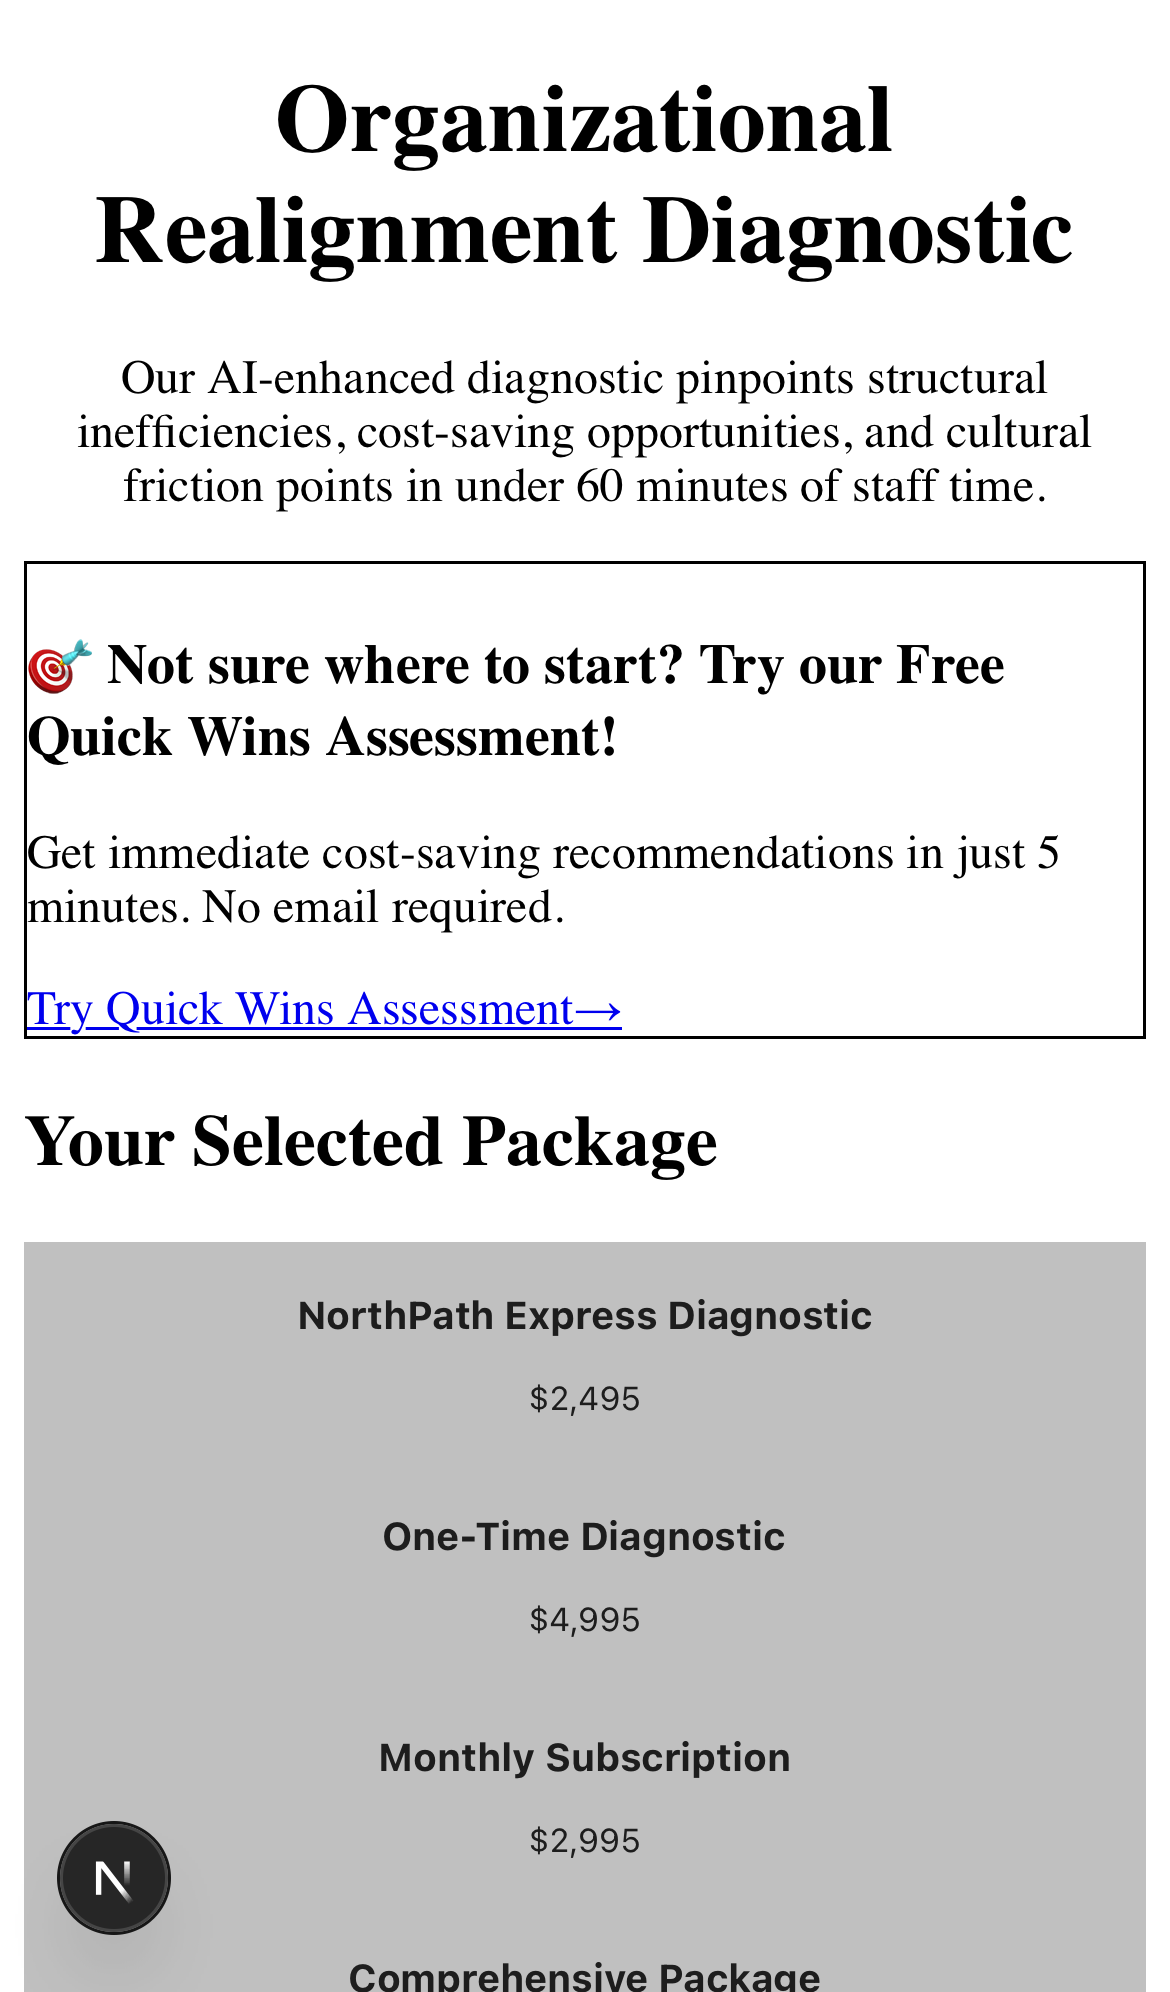 Organizational
Realignment Diagnostic
Our AI-enhanced diagnostic pinpoints structural
inefficiencies, cost-saving opportunities, and cultural
friction points in under 60 minutes of staff time.
🎯 Not sure where to start? Try our Free
Quick Wins Assessment!
Get immediate cost-saving recommendations in just 5
minutes. No email required.
Try Quick Wins Assessment→
Your Selected Package
NorthPath Express Diagnostic
$2,495
One-Time Diagnostic
$4,995
Monthly Subscription
$2,995
N
Comprehensive Package